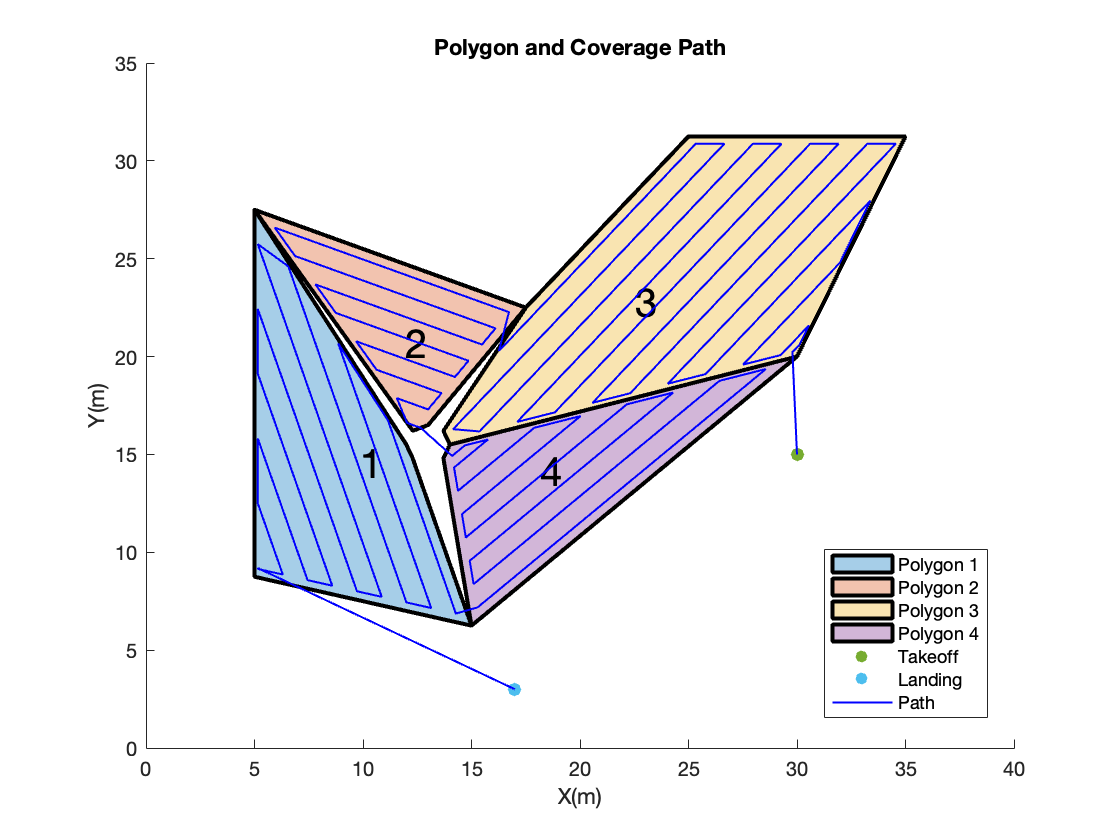 Polygon and Coverage Path
35
30
25
20
15
10
5
0
Y(m)
0 5 10 15 20 25 30 35 40
X(m)
1
2
3
4
Polygon 1
Polygon 2
Polygon 3
Polygon 4
Takeoff
Landing
Path